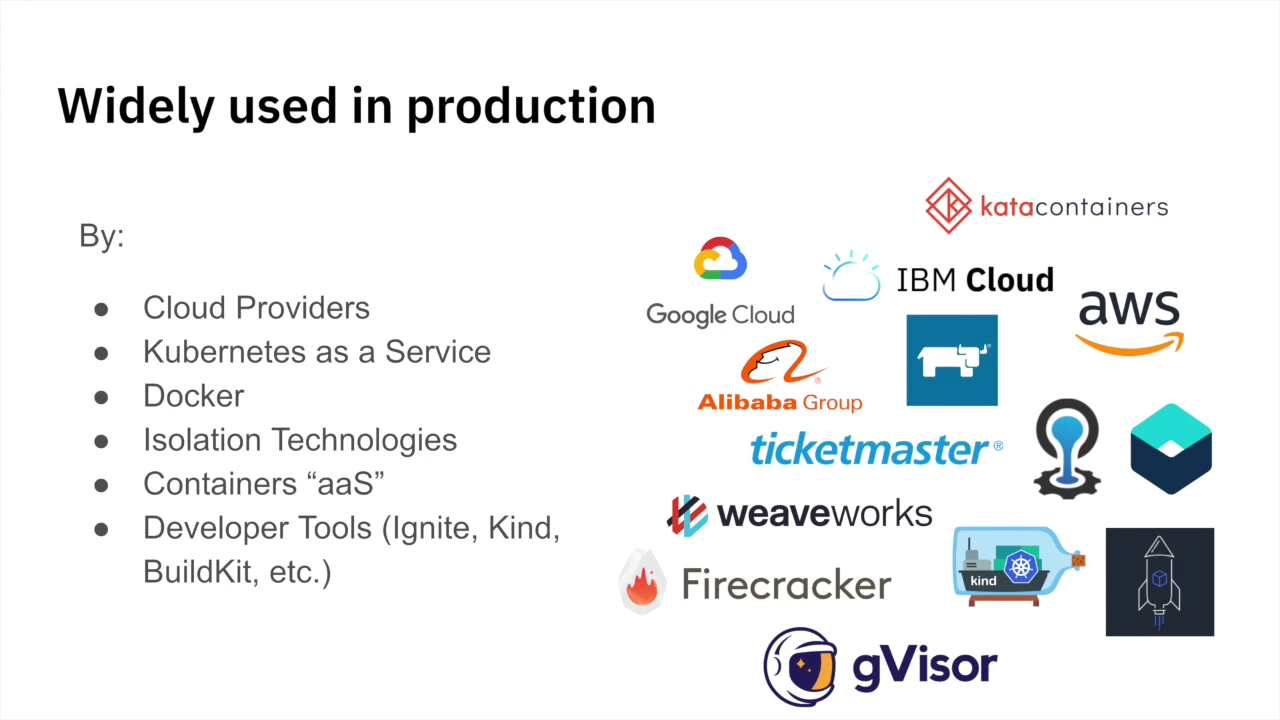 Widely used in production
By:
● Cloud Providers
● Kubernetes as a Service
● Docker
● Isolation Technologies
● Containers “aaS”
● Developer Tools (Ignite, Kind,
BuildKit, etc.)
katacontainers
IBM Cloud
Google Cloud
aws
Alibaba Group
ticketmaster®
weaveworks
kind
Firecracker
gVisor